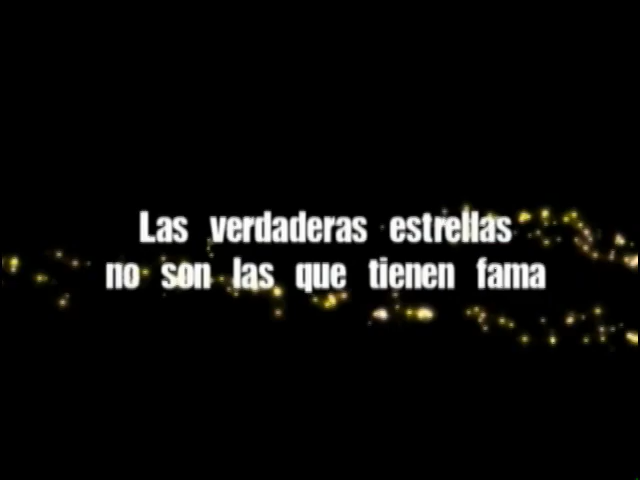 Las verdaderas estrellas
no son las que tienen fama